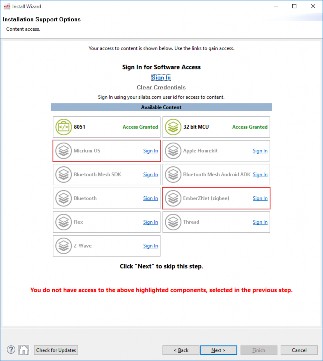 Install Wizard
Installation Support Options
Content access.
Your access to content is shown below. Use the links to gain access.
Sign In for Software Access
Sign In
Clear Credentials
Sign in using your silabs.com user id for access to content.
Available Content
8051 Access Granted
32 bit MCU Access Granted
Micrium OS Sign In
Apple HomeKit Sign In
Bluetooth Mesh SDK Sign In
Bluetooth Mesh Android ADK Sign In
Bluetooth Sign In
EmberZNet (zigbee) Sign In
Flex Sign In
Thread Sign In
Z-Wave Sign In
Click "Next" to skip this step.
You do not have access to the above highlighted components, selected in the previous step.
Check for Updates
< Back
Next >
Finish
Cancel